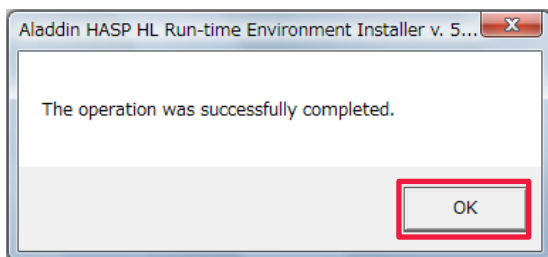 Aladdin HASP HL Run-time Environment Installer v. 5...
The operation was successfully completed.
OK